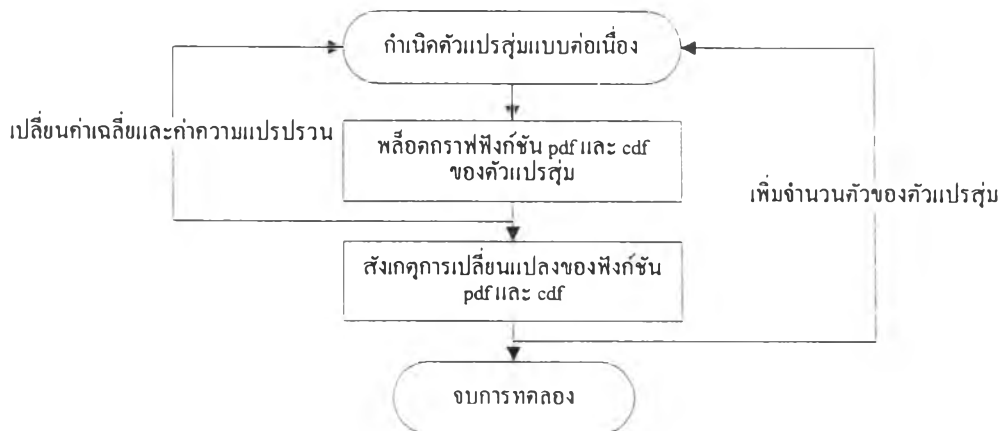 กำเนิดตัวแปรสุ่มแบบต่อเนื่อง
เปลี่ยนค่าเฉลี่ยและค่าความแปรปรวน
พล็อตกราฟฟังก์ชัน pdf และ cdf
ของตัวแปรสุ่ม
เพิ่มจำนวนตัวของตัวแปรสุ่ม
สังเกตุการเปลี่ยนแปลงของฟังก์ชัน
pdf และ cdf
จบการทดลอง